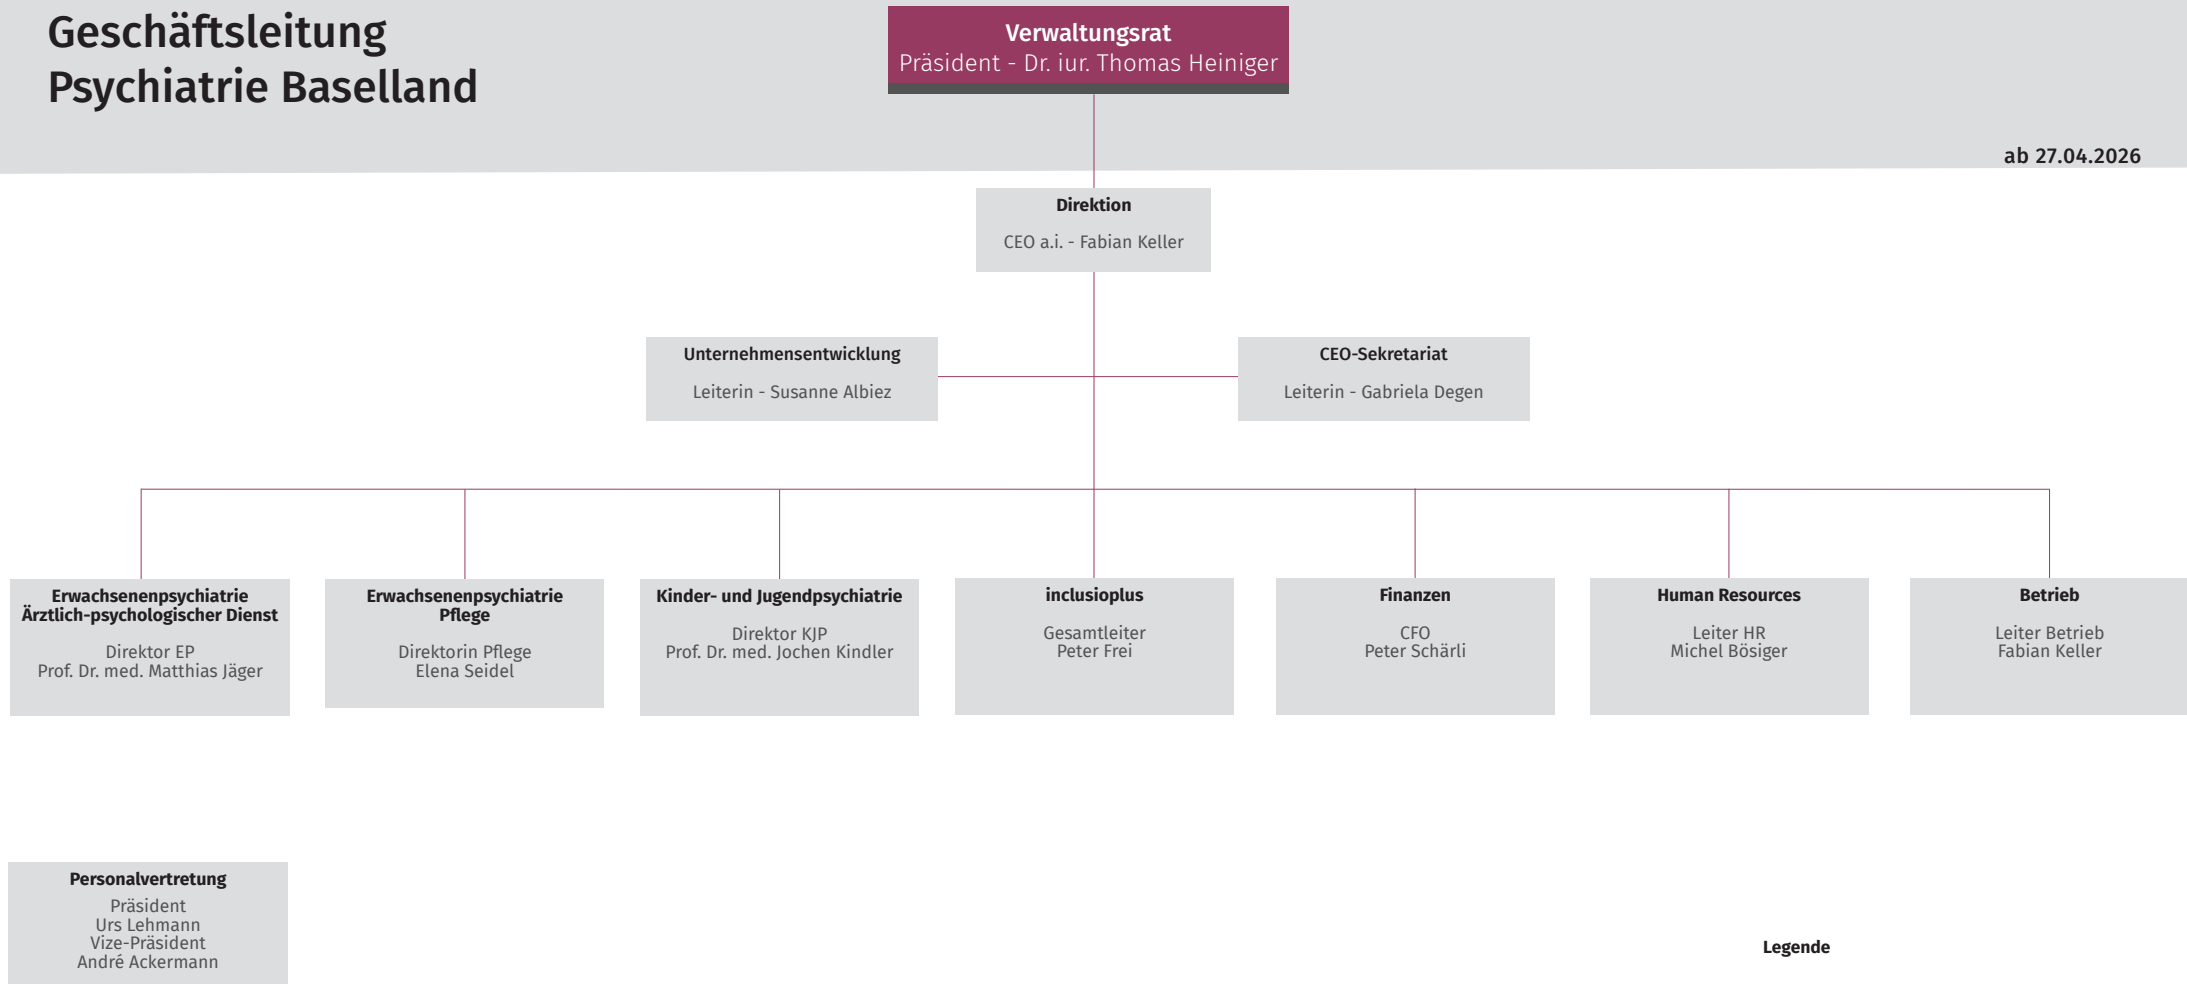 Geschäftsleitung
Psychiatrie Baselland
Verwaltungsrat
Präsident - Dr. iur. Thomas Heiniger
ab 27.04.2026
Direktion
CEO a.i. - Fabian Keller
Unternehmensentwicklung
Leiterin - Susanne Albiez
CEO-Sekretariat
Leiterin - Gabriela Degen
Erwachsenenpsychiatrie
Ärztlich-psychologischer Dienst
Direktor EP
Prof. Dr. med. Matthias Jäger
Erwachsenenpsychiatrie
Pflege
Direktorin Pflege
Elena Seidel
Kinder- und Jugendpsychiatrie
Direktor KJP
Prof. Dr. med. Jochen Kindler
inclusioplus
Gesamtleiter
Peter Frei
Finanzen
CFO
Peter Schärli
Human Resources
Leiter HR
Michel Bösiger
Betrieb
Leiter Betrieb
Fabian Keller
Personalvertretung
Präsident
Urs Lehmann
Vize-Präsident
André Ackermann
Legende